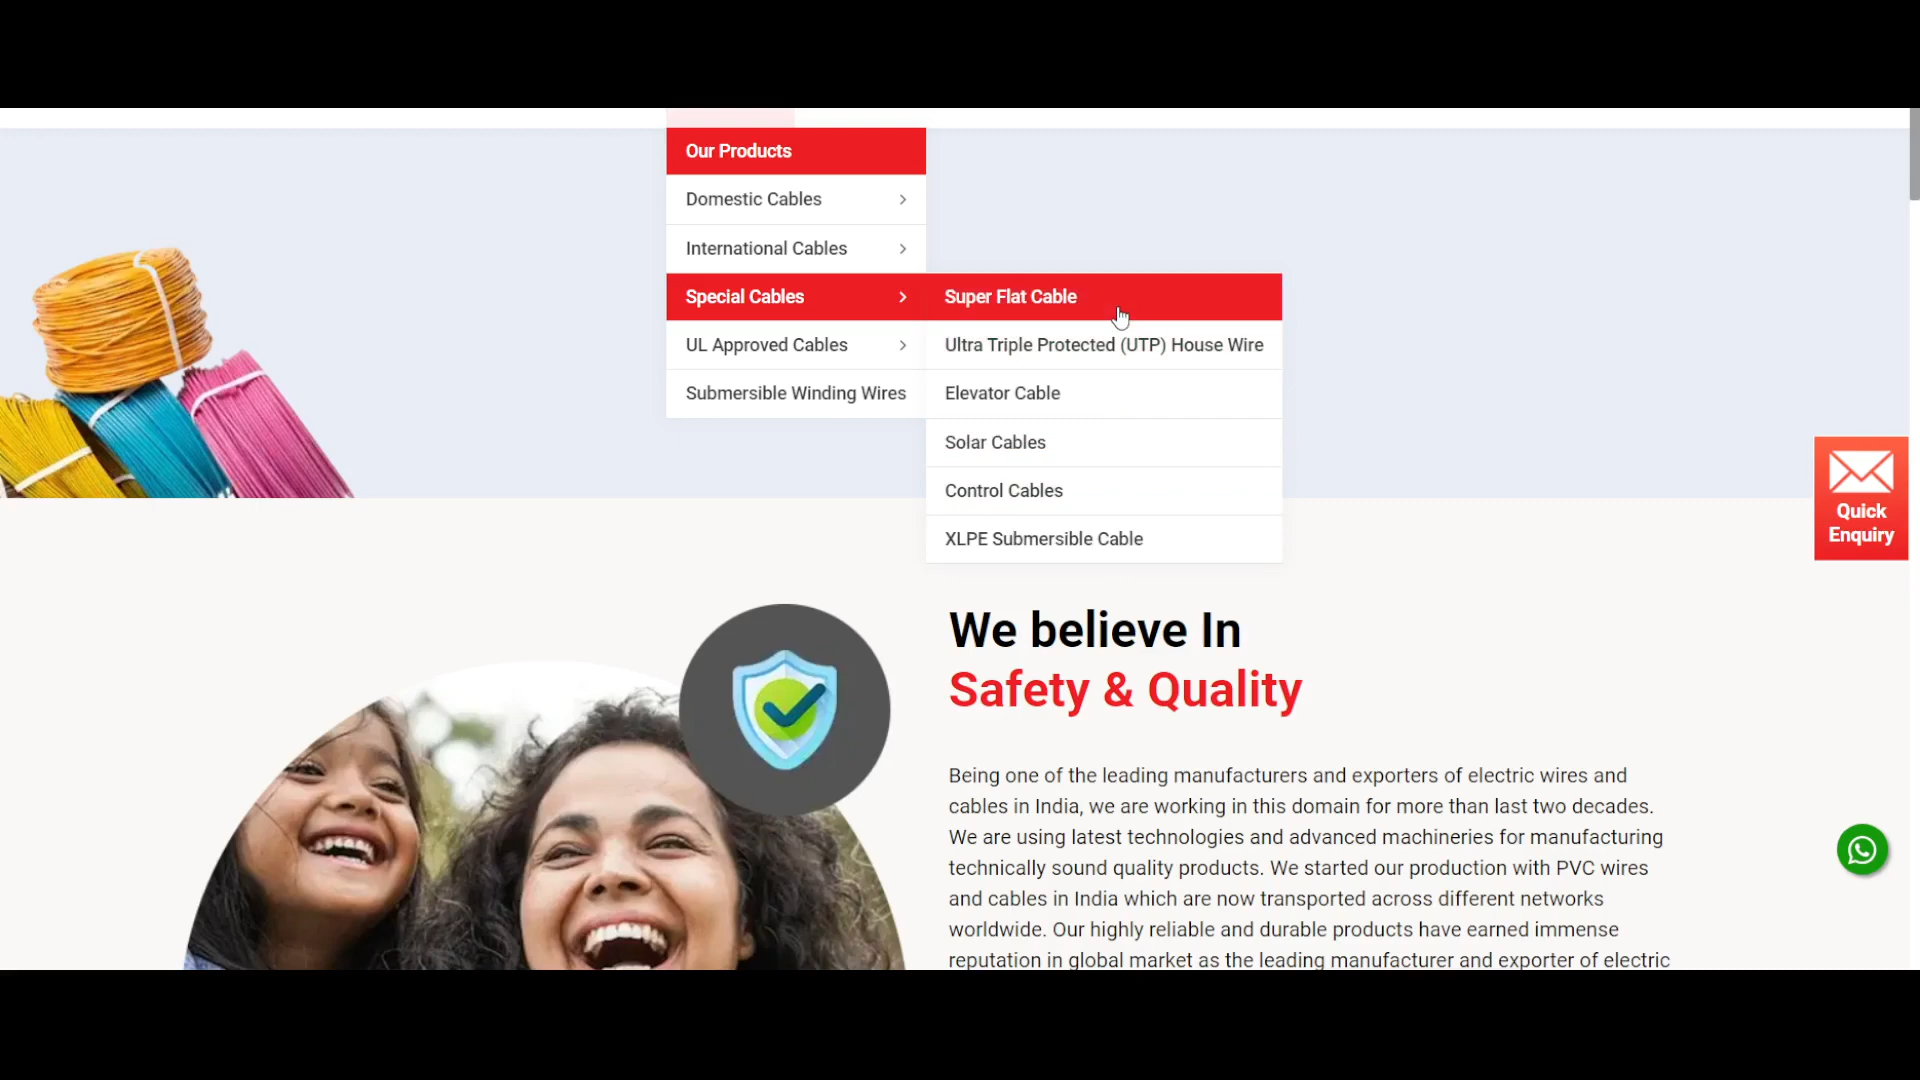 Our Products
Domestic Cables
International Cables
Special Cables
UL Approved Cables
Submersible Winding Wires
Super Flat Cable
Ultra Triple Protected (UTP) House Wire
Elevator Cable
Solar Cables
Control Cables
XLPE Submersible Cable
Quick
Enquiry
We believe In
Safety & Quality
Being one of the leading manufacturers and exporters of electric wires and
cables in India, we are working in this domain for more than last two decades.
We are using latest technologies and advanced machineries for manufacturing
technically sound quality products. We started our production with PVC wires
and cables in India which are now transported across different networks
worldwide. Our highly reliable and durable products have earned immense
reputation in global market as the leading manufacturer and exporter of electric